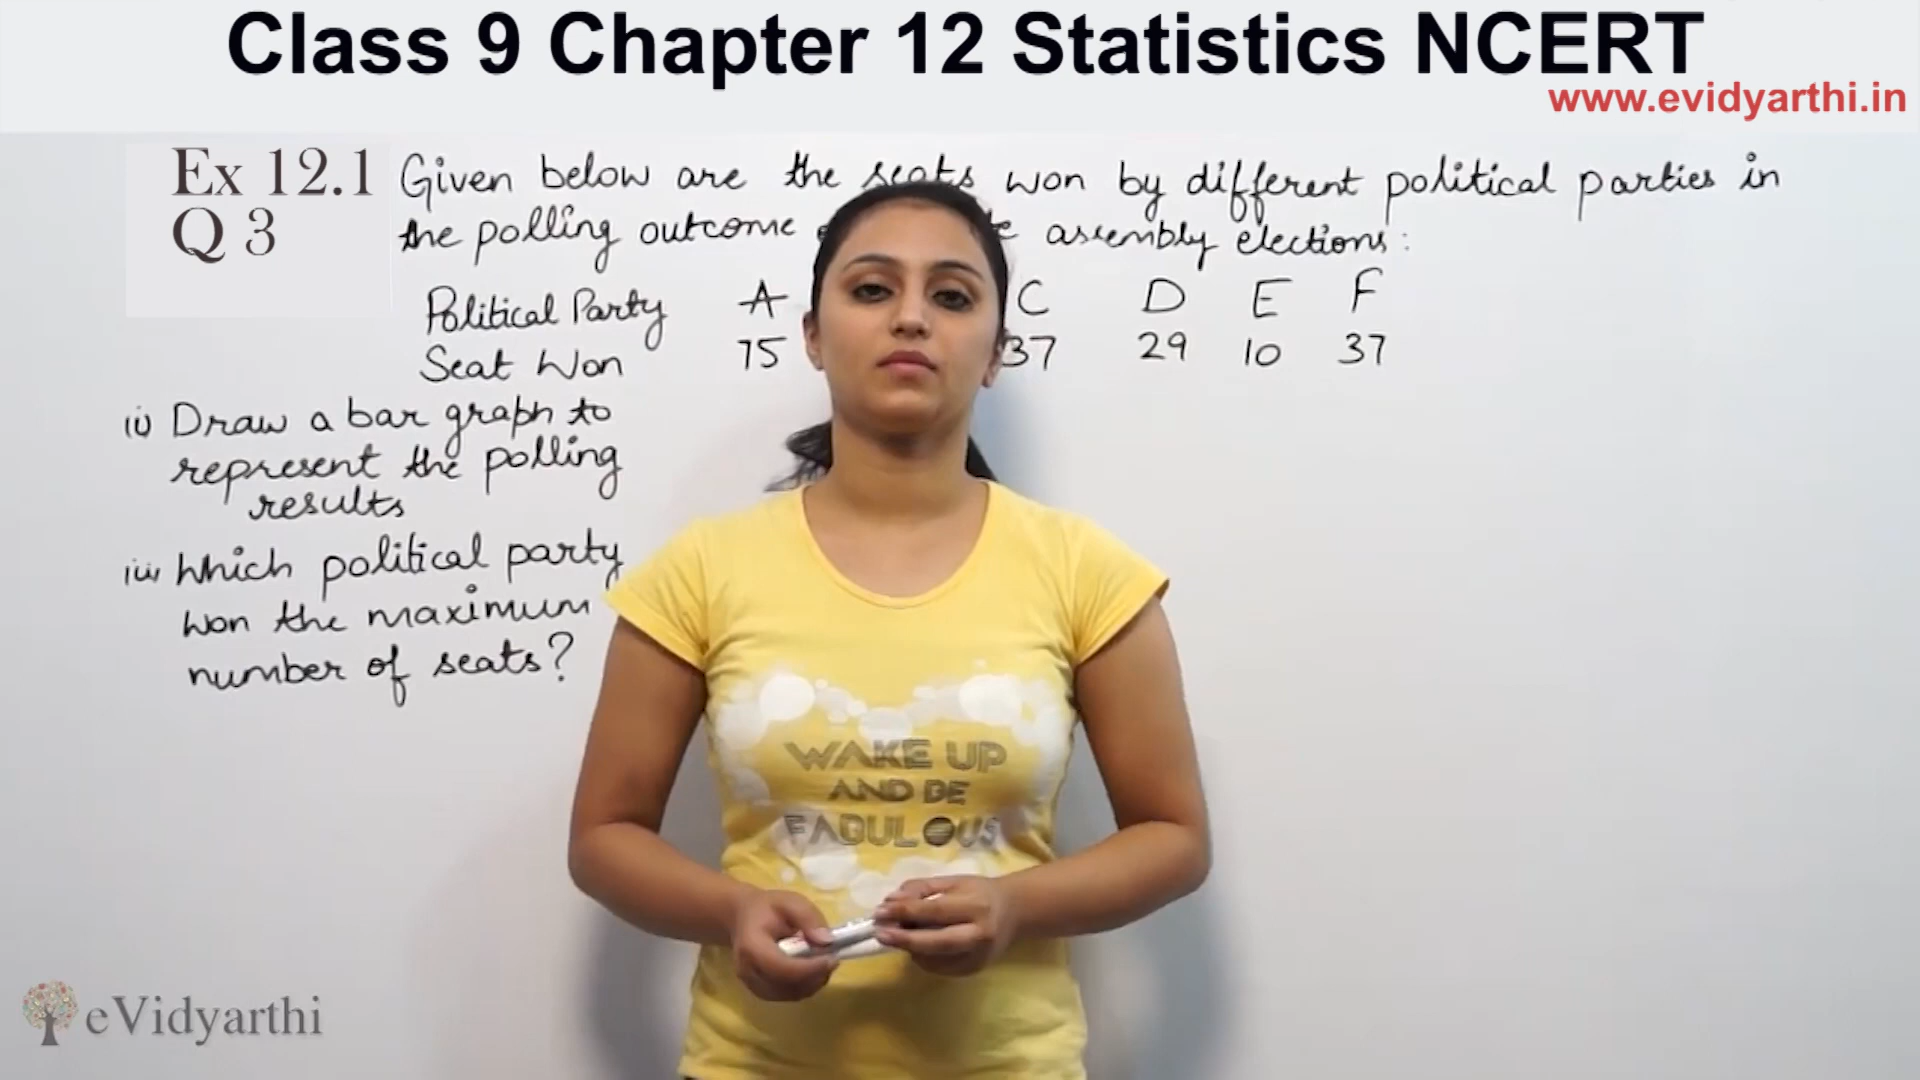 Class 9 Chapter 12 Statistics NCERT
www.evidyarthi.in
Ex 12.1
Q 3
Given below are the seats won by different political parties in
the polling outcome assembly elections:
Political Party A C D E F
Seat Won 75 37 29 10 37
(i) Draw a bar graph to
represent the polling
results
(ii) Which political party
won the maximum
number of seats?
WAKE UP
AND BE
FABULOUS
eVidyarthi